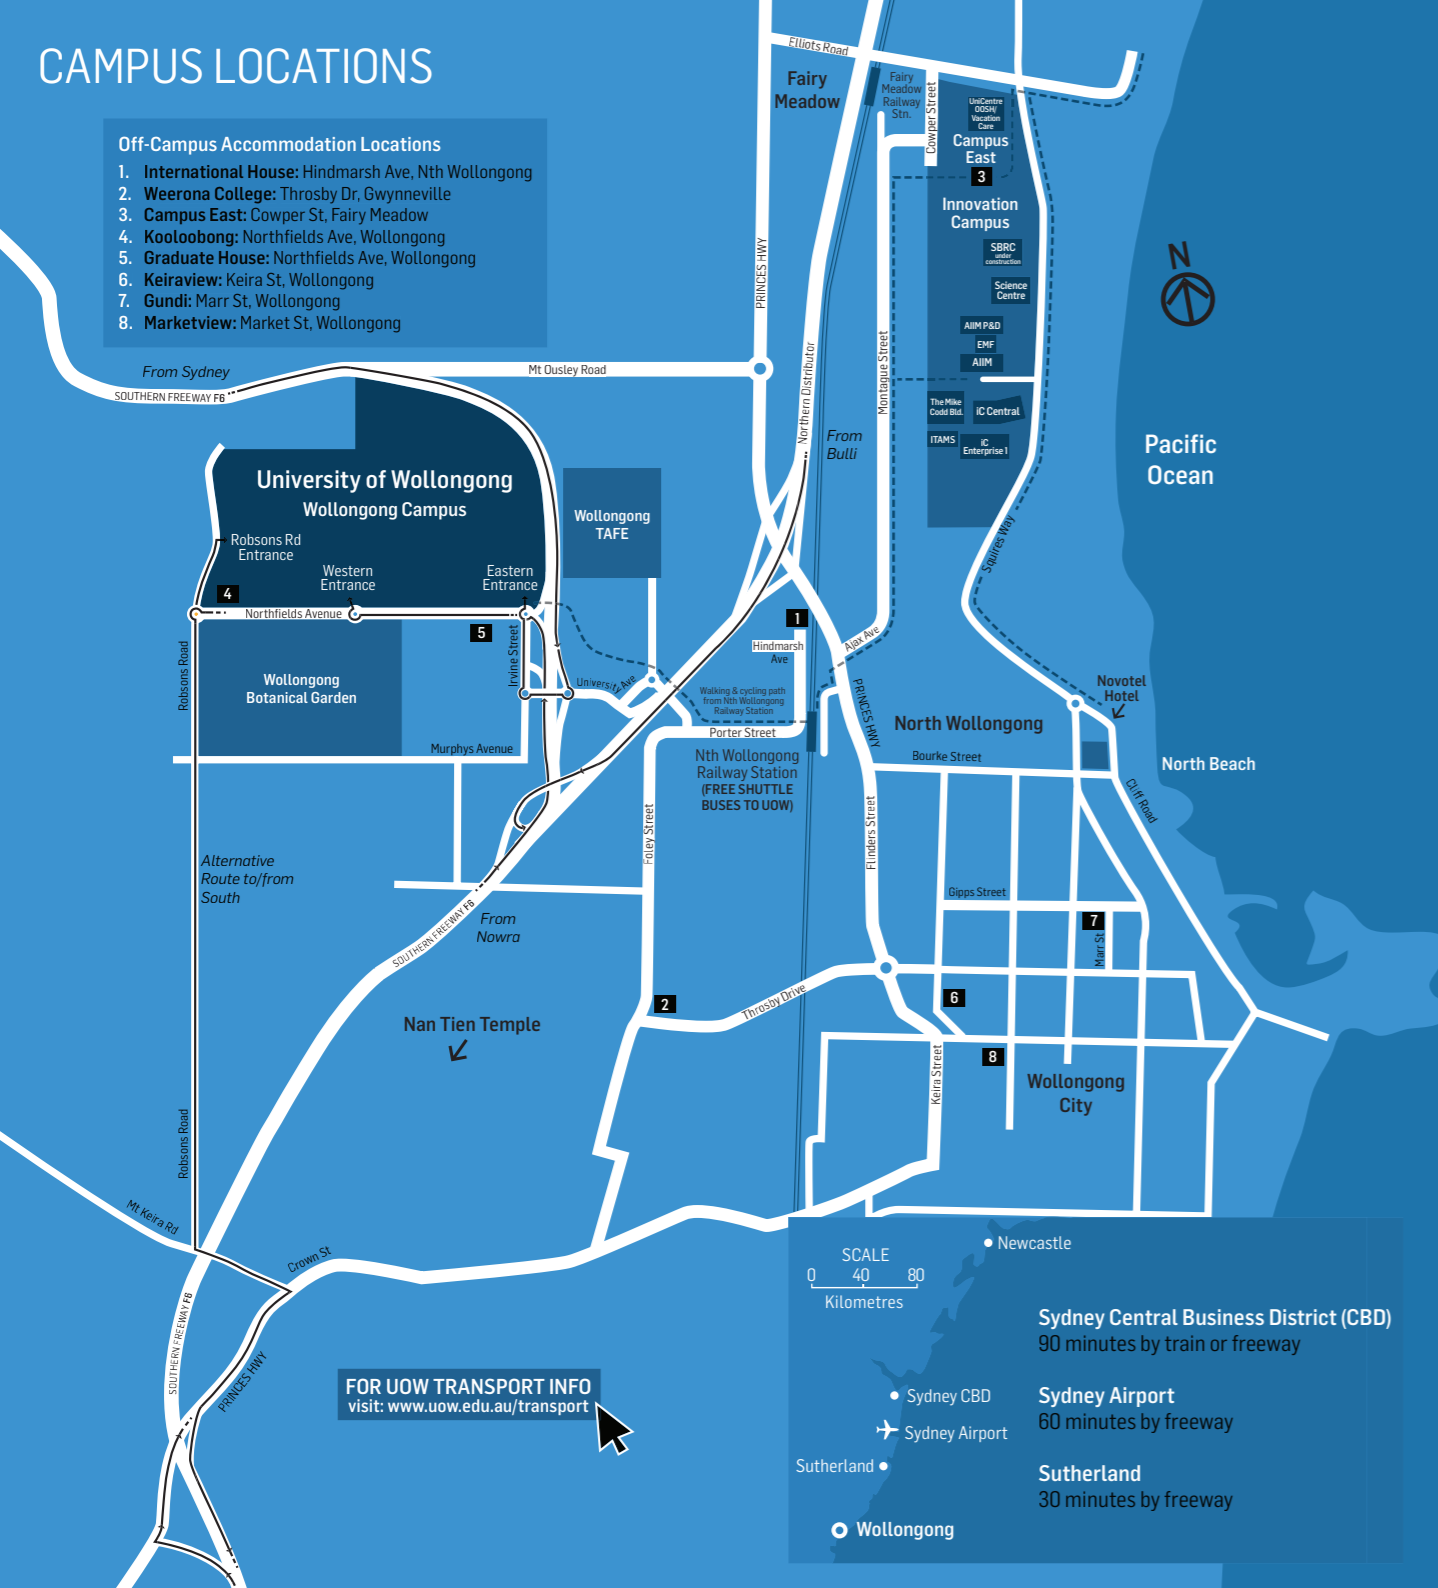 CAMPUS LOCATIONS
Off-Campus Accommodation Locations
1. International House: Hindmarsh Ave, Nth Wollongong
2. Weerona College: Throsby Dr, Gwynneville
3. Campus East: Cowper St, Fairy Meadow
4. Kooloobong: Northfields Ave, Wollongong
5. Graduate House: Northfields Ave, Wollongong
6. Keiraview: Keira St, Wollongong
7. Gundi: Marr St, Wollongong
8. Marketview: Market St, Wollongong
Elliots Road
Fairy
Meadow
Fairy
Meadow
Railway
Stn.
Cowper Street
UniCentre
OOSH/
Vacation
Care
Campus
East
3
Innovation
Campus
SBRC
under
construction
Science
Centre
AIIM P&D
EMF
AIIM
The Mike
Codd Bld.
iC Central
ITAMS
iC
Enterprise 1
N
Pacific
Ocean
PRINCES HWY
Northern Distributor
Montague Street
From
Bulli
Squires Way
From Sydney
SOUTHERN FREEWAY F6
Mt Ousley Road
University of Wollongong
Wollongong Campus
Robsons Rd
Entrance
Western
Entrance
Eastern
Entrance
Wollongong
TAFE
4
Northfields Avenue
5
Irvine Street
Robsons Road
Wollongong
Botanical Garden
University Ave
Murphys Avenue
1
Hindmarsh
Ave
Ajax Ave
Walking & cycling path
from Nth Wollongong
Railway Station
Porter Street
Nth Wollongong
Railway Station
(FREE SHUTTLE
BUSES TO UOW)
PRINCES HWY
North Wollongong
Novotel
Hotel
Bourke Street
North Beach
Cliff Road
Foley Street
Flinders Street
Alternative
Route to/from
South
SOUTHERN FREEWAY F6
From
Nowra
Gipps Street
7
Marr St
2
Throsby Drive
6
8
Keira Street
Wollongong
City
Nan Tien Temple
Robsons Road
Mt Keira Rd
Crown St
SOUTHERN FREEWAY F6
PRINCES HWY
FOR UOW TRANSPORT INFO
visit: www.uow.edu.au/transport
SCALE
0 40 80
Kilometres
Newcastle
Sydney CBD
Sydney Airport
Sutherland
Wollongong
Sydney Central Business District (CBD)
90 minutes by train or freeway
Sydney Airport
60 minutes by freeway
Sutherland
30 minutes by freeway